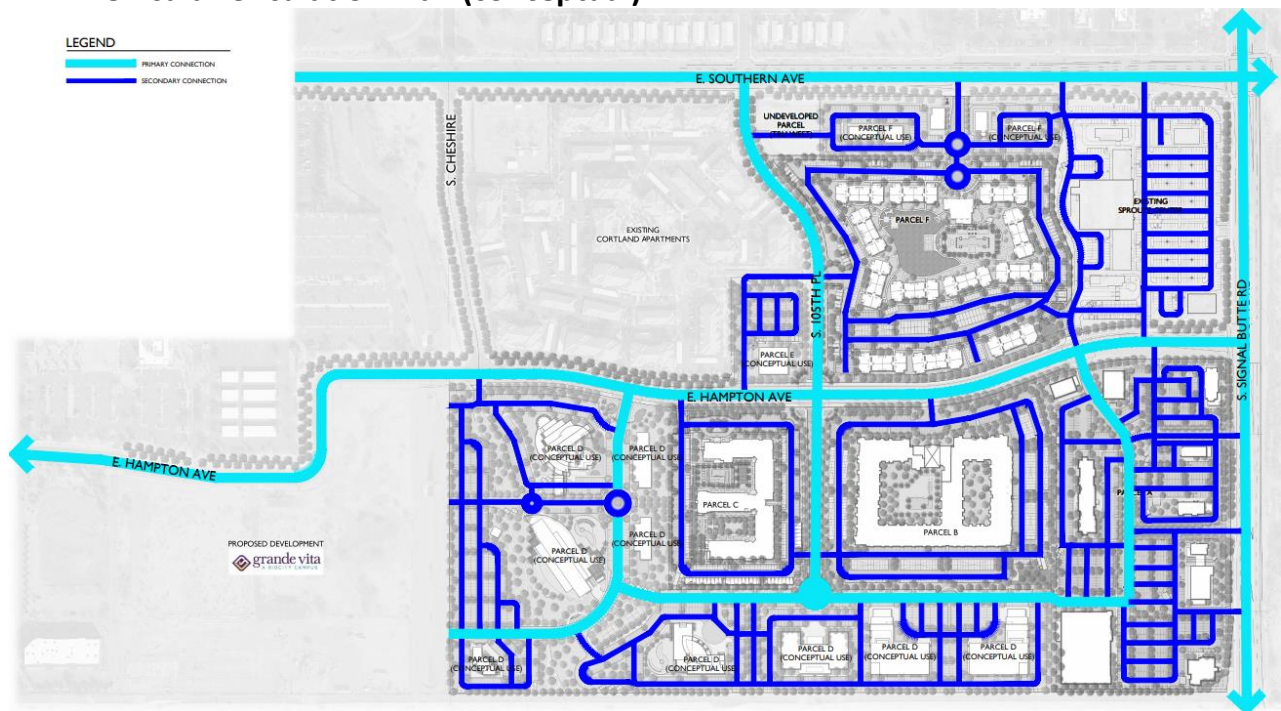 (conceptual)
LEGEND
PRIMARY CONNECTION
SECONDARY CONNECTION
E. SOUTHERN AVE
S. CHESHIRE
UNDEVELOPED
PARCEL
PARCEL F
(CONCEPTUAL USE)
PARCEL F
(CONCEPTUAL USE)
EXISTING
CORTLAND APARTMENTS
PARCEL F
EXISTING
S. 105TH PL
S. SIGNAL BUTTE RD
PARCEL E
(CONCEPTUAL USE)
E. HAMPTON AVE
E. HAMPTON AVE
PARCEL D
(CONCEPTUAL USE)
PARCEL D
(CONCEPTUAL USE)
PARCEL C
PARCEL B
PROPOSED DEVELOPMENT
grande vita
PARCEL D
(CONCEPTUAL USE)
PARCEL D
(CONCEPTUAL USE)
PARCEL D
(CONCEPTUAL USE)
PARCEL D
(CONCEPTUAL USE)
PARCEL D
(CONCEPTUAL USE)
PARCEL D
(CONCEPTUAL USE)
PARCEL D
(CONCEPTUAL USE)